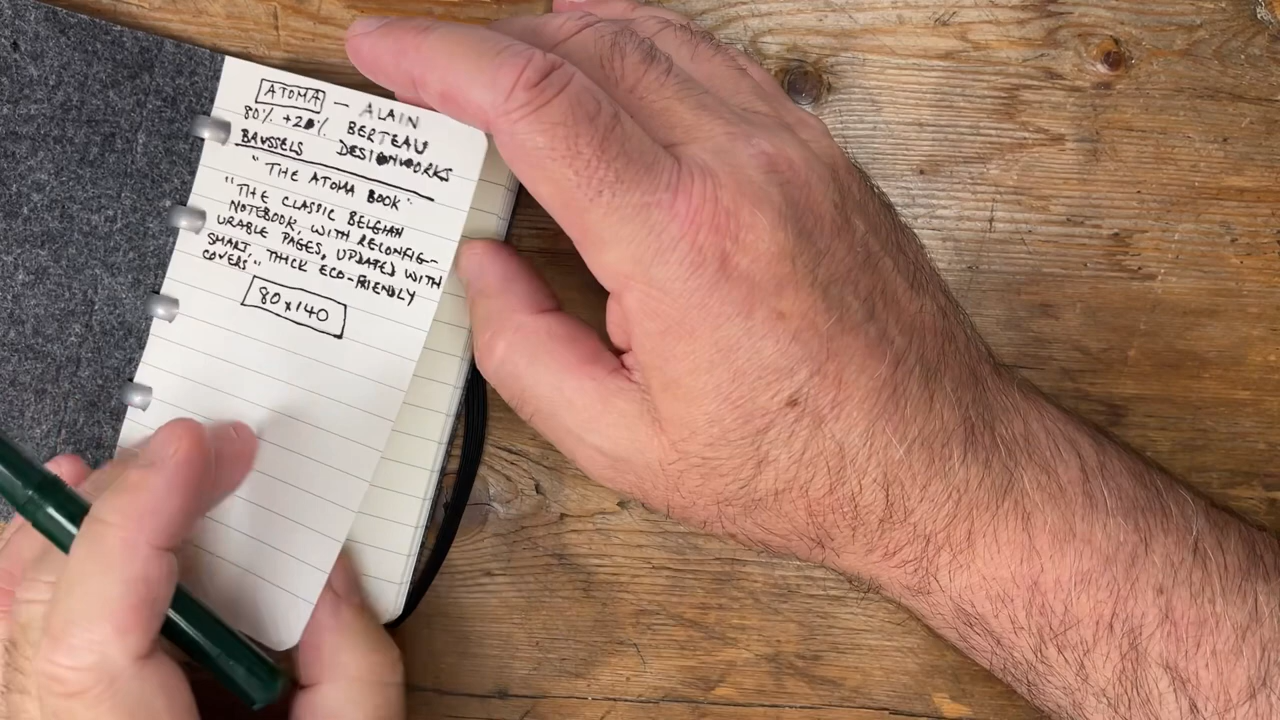 ATOMA — ALAIN
80% +20% BERTEAU
BRUSSELS DESIGNWORKS
"THE ATOMA BOOK"
"THE CLASSIC BELGIAN
NOTEBOOK, WITH RECONFIG-
URABLE PAGES, UPDATED WITH
SMART, THICK ECO-FRIENDLY
COVERS"
80x140